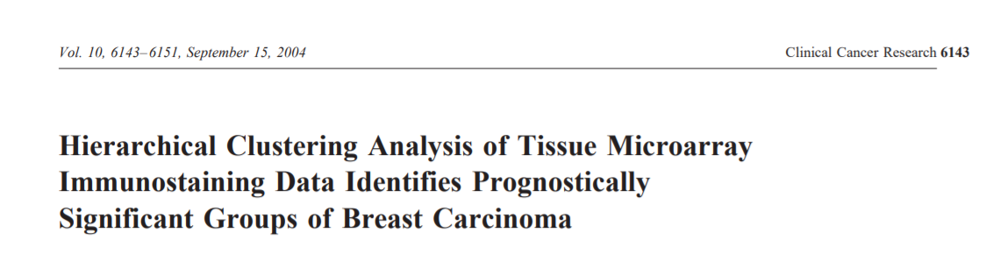 Vol. 10, 6143–6151, September 15, 2004
Clinical Cancer Research 6143
Hierarchical Clustering Analysis of Tissue Microarray
Immunostaining Data Identifies Prognostically
Significant Groups of Breast Carcinoma